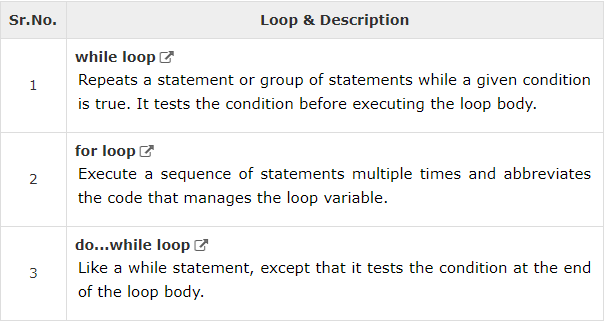 Sr.No. Loop & Description
while loop
Repeats a statement or group of statements while a given condition
1
is true. It tests the condition before executing the loop body.
for loop
Execute a sequence of statements multiple times and abbreviates
2
the code that manages the loop variable.
do...while loop
Like a while statement, except that it tests the condition at the end
3
of the loop body.